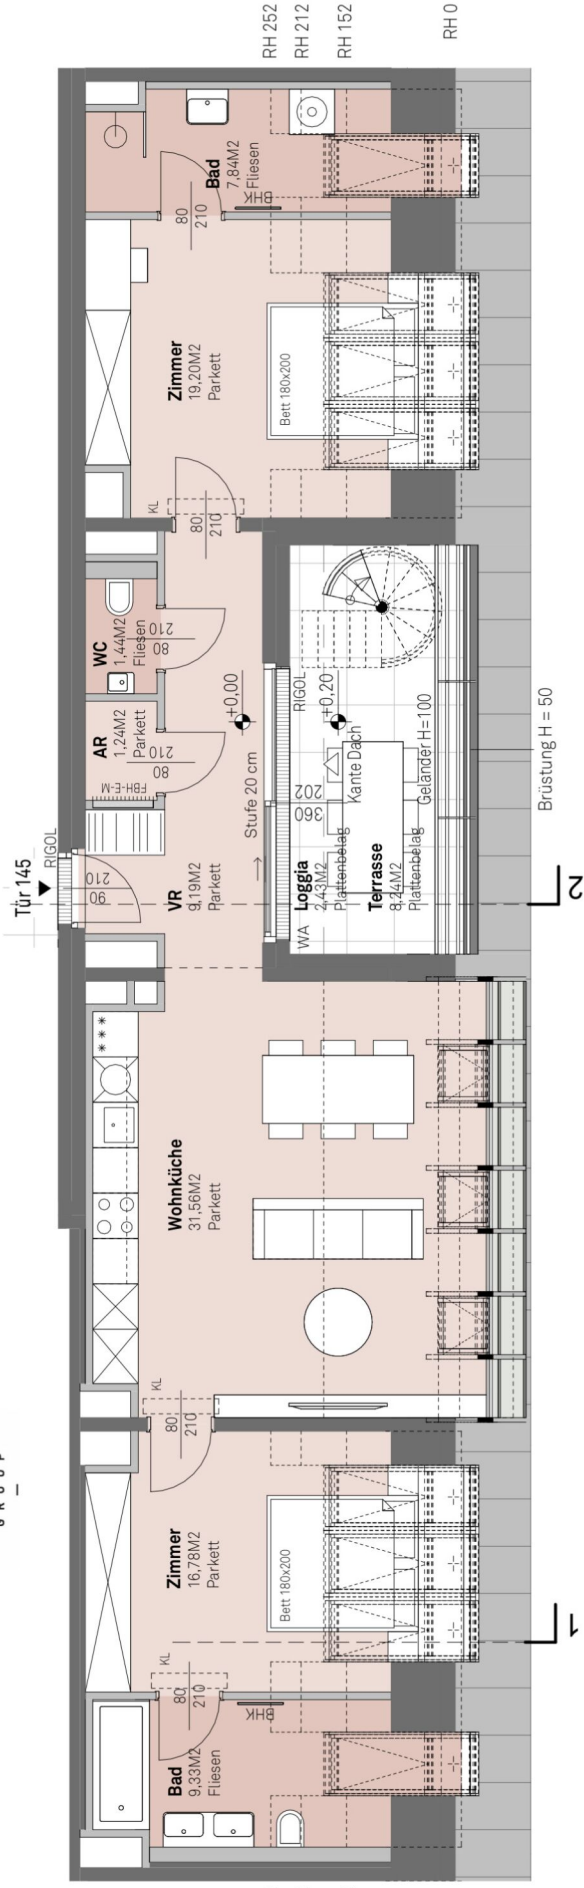 RH 252
RH 212
RH 152
RH 0
Bad
7,84M2
Fliesen
BHK
80
210
Zimmer
19,20M2
Parkett
Bett 180x200
KL
80
210
WC
1,44M2
Fliesen
80
210
AR
1,24M2
Parkett
80
210
FBH-E-M
+0,00
RIGOL
+0,20
Stufe 20 cm
360
202
Kante Dach
Geländer H=100
Brüstung H = 50
Tür 145
RIGOL
90
210
VR
9,19M2
Parkett
WA
Loggia
2,43M2
Plattenbelag
Terrrasse
8,24M2
Plattenbelag
2
***
Wohnküche
31,56M2
Parkett
KL
80
210
Zimmer
16,78M2
Parkett
Bett 180x200
1
KL
80
210
BHK
Bad
9,33M2
Fliesen